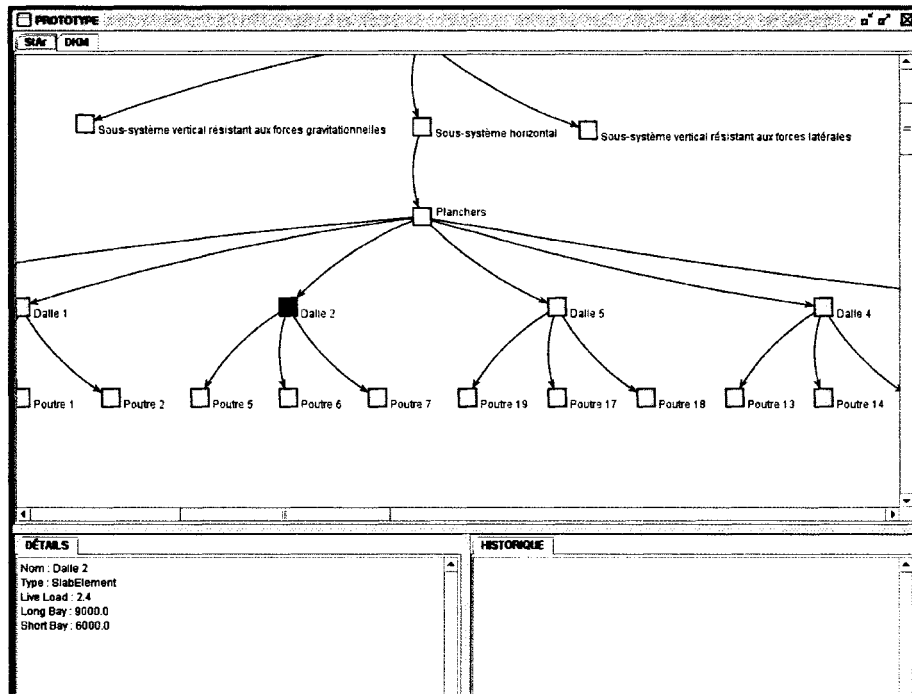 PROTOTYPE
StAr DKM
Sous-système vertical résistant aux forces gravitationnelles
Sous-système horizontal
Sous-système vertical résistant aux forces latérales
Planchers
Dalle 1
Dalle 2
Dalle 5
Dalle 4
Poutre 1
Poutre 2
Poutre 5
Poutre 6
Poutre 7
Poutre 19
Poutre 17
Poutre 18
Poutre 13
Poutre 14
DÉTAILS
Nom : Dalle 2
Type : SlabElement
Live Load : 2.4
Long Bay : 9000.0
Short Bay : 6000.0
HISTORIQUE